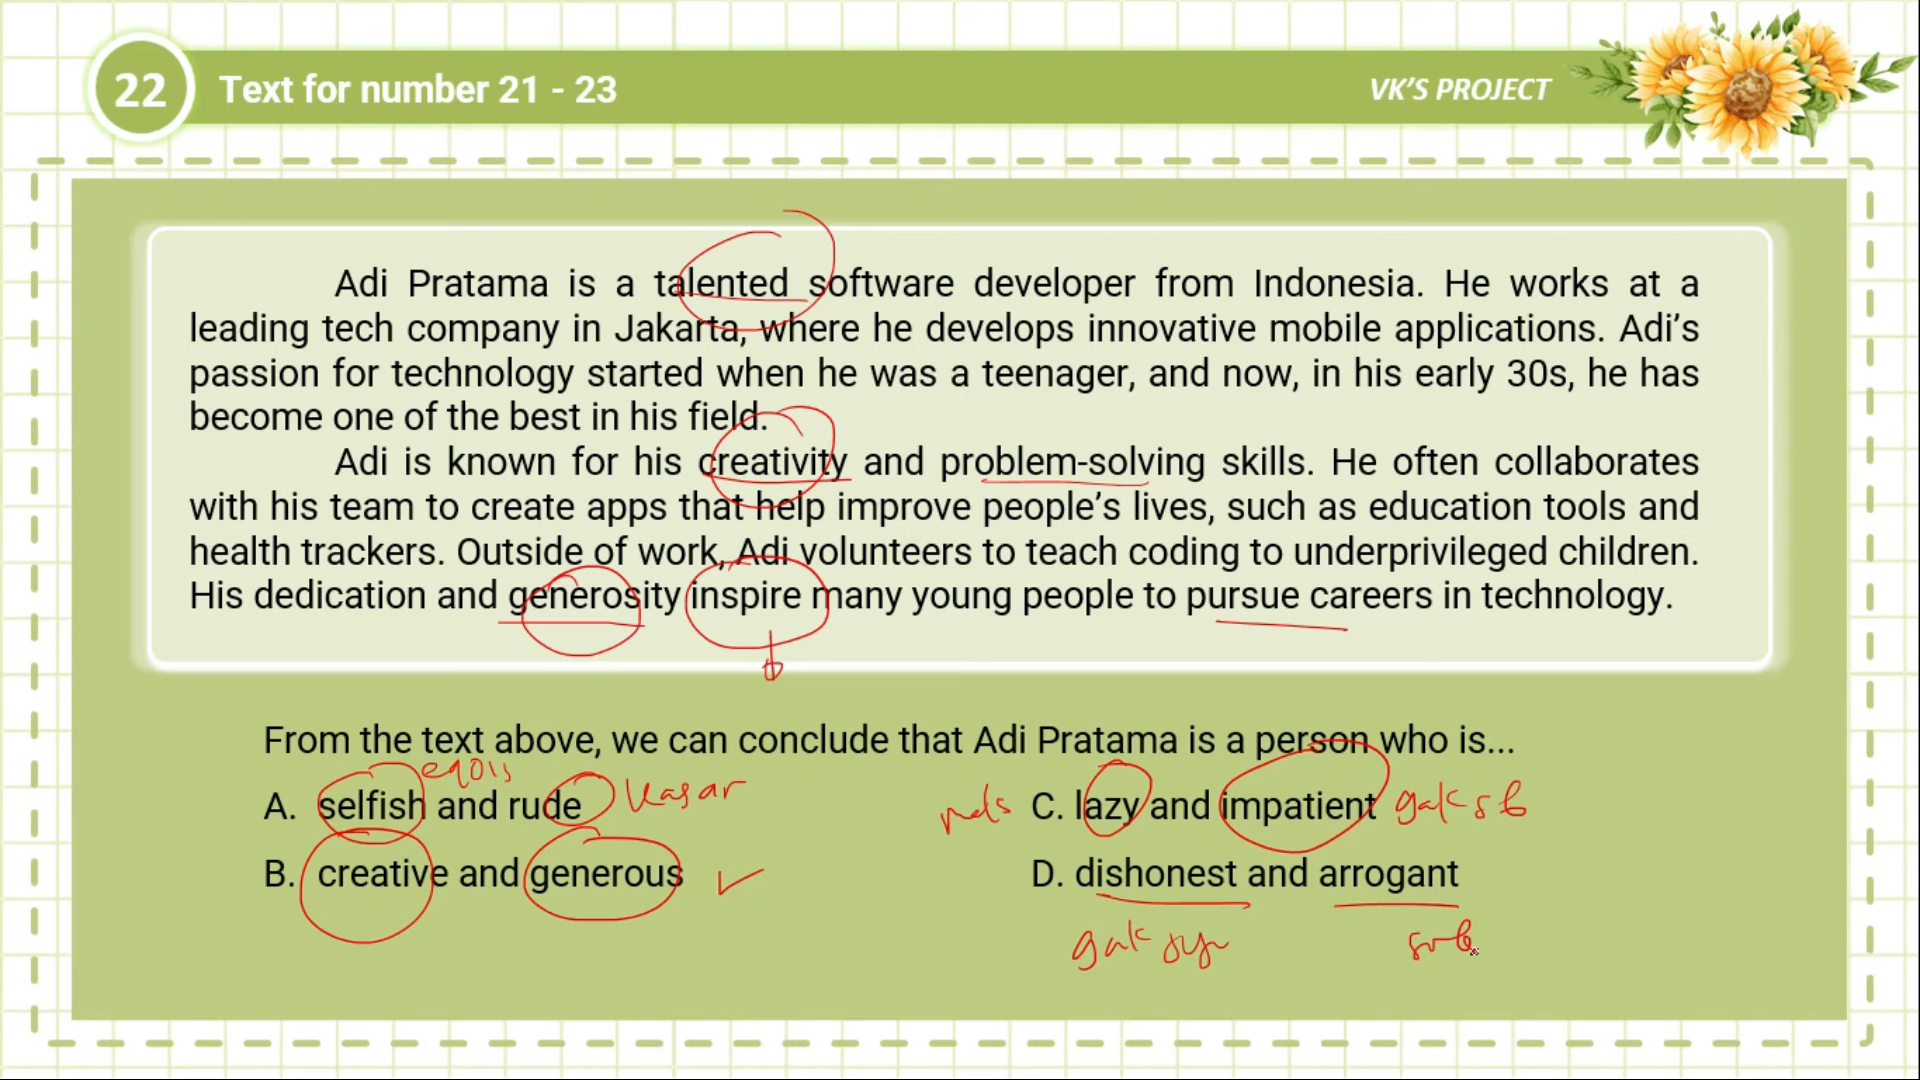 22 Text for number 21 - 23 VK'S PROJECT
Adi Pratama is a talented software developer from Indonesia. He works at a
leading tech company in Jakarta, where he develops innovative mobile applications. Adi's
passion for technology started when he was a teenager, and now, in his early 30s, he has
become one of the best in his field.
Adi is known for his creativity and problem-solving skills. He often collaborates
with his team to create apps that help improve people's lives, such as education tools and
health trackers. Outside of work, Adi volunteers to teach coding to underprivileged children.
His dedication and generosity inspire many young people to pursue careers in technology.
From the text above, we can conclude that Adi Pratama is a person who is...
egois
A. selfish and rude kasar
C. lazy and impatient gak
B. creative and generous
D. dishonest and arrogant
gak